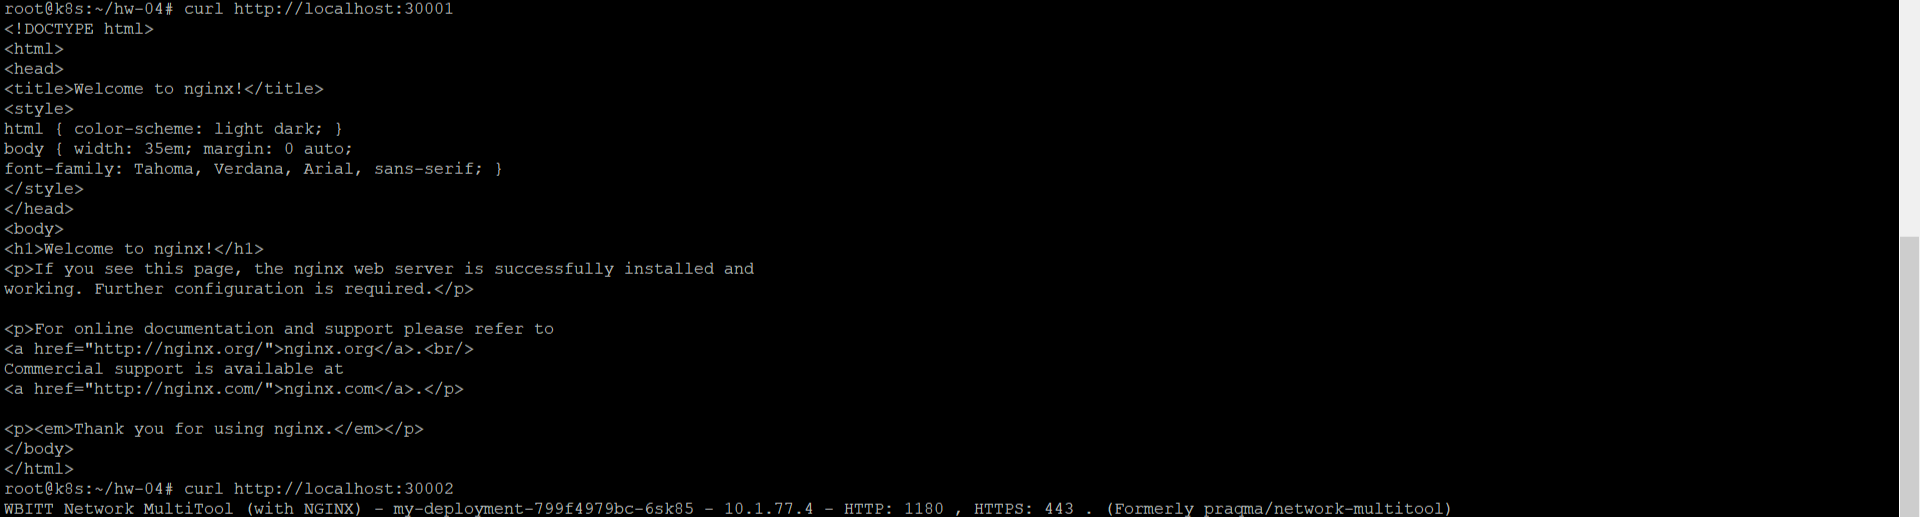 root@k8s:~/hw-04# curl http://localhost:30001
<!DOCTYPE html>
<html>
<head>
<title>Welcome to nginx!</title>
<style>
html { color-scheme: light dark; }
body { width: 35em; margin: 0 auto;
font-family: Tahoma, Verdana, Arial, sans-serif; }
</style>
</head>
<body>
<h1>Welcome to nginx!</h1>
<p>If you see this page, the nginx web server is successfully installed and
working. Further configuration is required.</p>

<p>For online documentation and support please refer to
<a href="http://nginx.org/">nginx.org</a>.<br/>
Commercial support is available at
<a href="http://nginx.com/">nginx.com</a>.</p>

<p><em>Thank you for using nginx.</em></p>
</body>
</html>
root@k8s:~/hw-04# curl http://localhost:30002
WBITT Network MultiTool (with NGINX) - my-deployment-799f4979bc-6sk85 - 10.1.77.4 - HTTP: 1180 , HTTPS: 443 . (Formerly praqma/network-multitool)